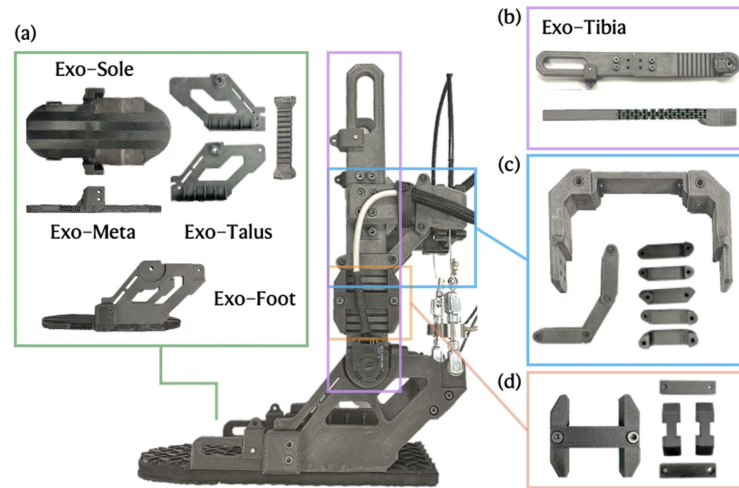 (a)
Exo-Sole
Exo-Meta
Exo-Talus
Exo-Foot
(b)
Exo-Tibia
(c)
(d)